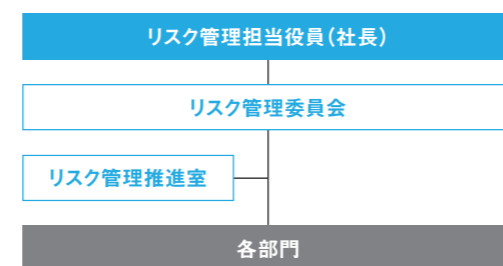 リスク管理担当役員(社長)
リスク管理委員会
リスク管理推進室
各部門